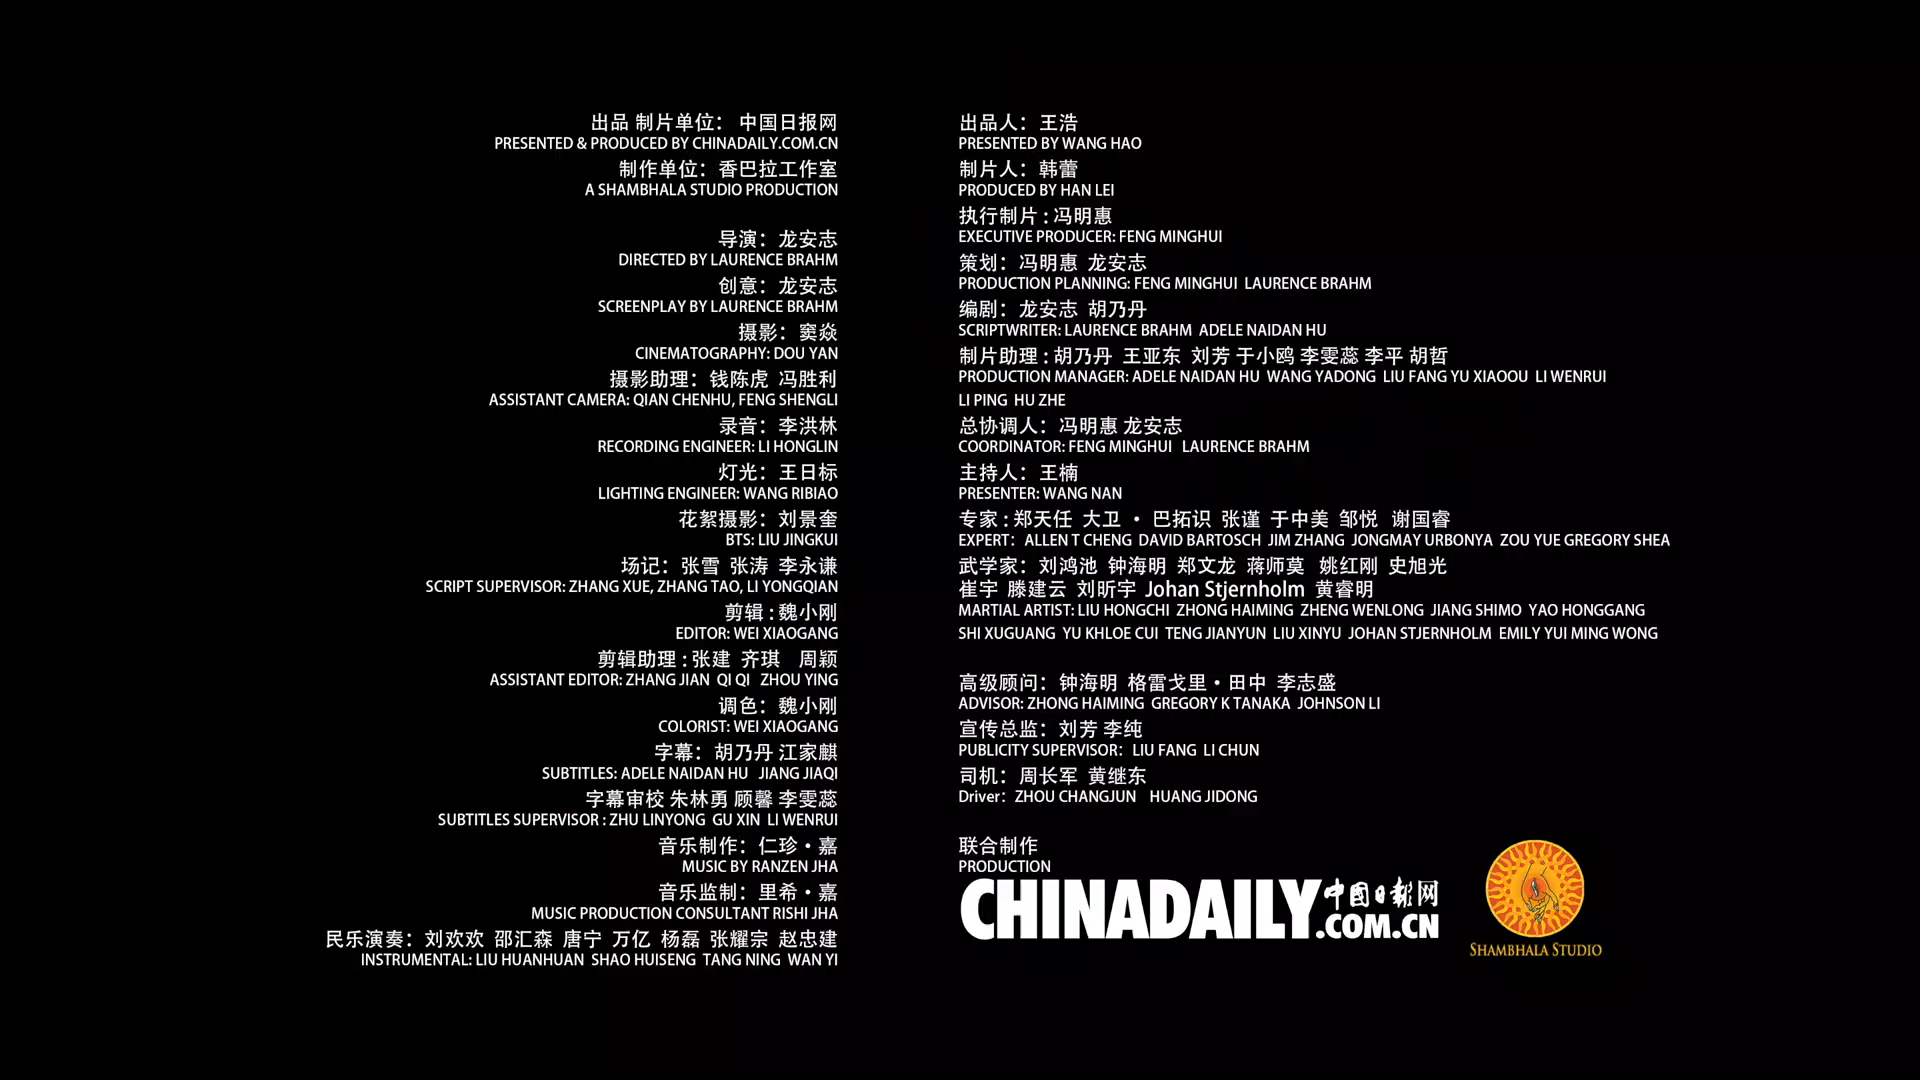 出品 制片单位： 中国日报网
PRESENTED & PRODUCED BY CHINADAILY.COM.CN
制作单位：香巴拉工作室
A SHAMBHALA STUDIO PRODUCTION
导演：龙安志
DIRECTED BY LAURENCE BRAHM
创意：龙安志
SCREENPLAY BY LAURENCE BRAHM
摄影：窦焱
CINEMATOGRAPHY: DOU YAN
摄影助理：钱陈虎 冯胜利
ASSISTANT CAMERA: QIAN CHENHU, FENG SHENGLI
录音：李洪林
RECORDING ENGINEER: LI HONGLIN
灯光：王日标
LIGHTING ENGINEER: WANG RIBIAO
花絮摄影：刘景奎
BTS: LIU JINGKUI
场记：张雪 张涛 李永谦
SCRIPT SUPERVISOR: ZHANG XUE, ZHANG TAO, LI YONGQIAN
剪辑 : 魏小刚
EDITOR: WEI XIAOGANG
剪辑助理 : 张建 齐琪 周颖
ASSISTANT EDITOR: ZHANG JIAN QI QI ZHOU YING
调色：魏小刚
COLORIST: WEI XIAOGANG
字幕：胡乃丹 江家麒
SUBTITLES: ADELE NAIDAN HU JIANG JIAQI
字幕审校 朱林勇 顾馨 李雯蕊
SUBTITLES SUPERVISOR : ZHU LINYONG GU XIN LI WENRUI
音乐制作：仁珍·嘉
MUSIC BY RANZEN JHA
音乐监制：里希·嘉
MUSIC PRODUCTION CONSULTANT RISHI JHA
民乐演奏：刘欢欢 邵汇森 唐宁 万亿 杨磊 张耀宗 赵忠建
INSTRUMENTAL: LIU HUANHUAN SHAO HUISENG TANG NING WAN YI
出品人：王浩
PRESENTED BY WANG HAO
制片人：韩蕾
PRODUCED BY HAN LEI
执行制片 : 冯明惠
EXECUTIVE PRODUCER: FENG MINGHUI
策划：冯明惠 龙安志
PRODUCTION PLANNING: FENG MINGHUI LAURENCE BRAHM
编剧：龙安志 胡乃丹
SCRIPTWRITER: LAURENCE BRAHM ADELE NAIDAN HU
制片助理 : 胡乃丹 王亚东 刘芳 于小鸥 李雯蕊 李平 胡哲
PRODUCTION MANAGER: ADELE NAIDAN HU WANG YADONG LIU FANG YU XIAOOU LI WENRUI
LI PING HU ZHE
总协调人：冯明惠 龙安志
COORDINATOR: FENG MINGHUI LAURENCE BRAHM
主持人：王楠
PRESENTER: WANG NAN
专家 : 郑天任 大卫 · 巴拓识 张谨 于中美 邹悦 谢国睿
EXPERT：ALLEN T CHENG DAVID BARTOSCH JIM ZHANG JONGMAY URBONYA ZOU YUE GREGORY SHEA
武学家：刘鸿池 钟海明 郑文龙 蒋师莫 姚红刚 史旭光
崔宇 滕建云 刘昕宇 Johan Stjernholm 黄睿明
MARTIAL ARTIST: LIU HONGCHI ZHONG HAIMING ZHENG WENLONG JIANG SHIMO YAO HONGGANG
SHI XUGUANG YU KHLOE CUI TENG JIANYUN LIU XINYU JOHAN STJERNHOLM EMILY YUI MING WONG
高级顾问：钟海明 格雷戈里·田中 李志盛
ADVISOR: ZHONG HAIMING GREGORY K TANAKA JOHNSON LI
宣传总监：刘芳 李纯
PUBLICITY SUPERVISOR：LIU FANG LI CHUN
司机：周长军 黄继东
Driver：ZHOU CHANGJUN HUANG JIDONG
联合制作
PRODUCTION
CHINADAILY 中国日报网
.COM.CN
SHAMBHALA STUDIO